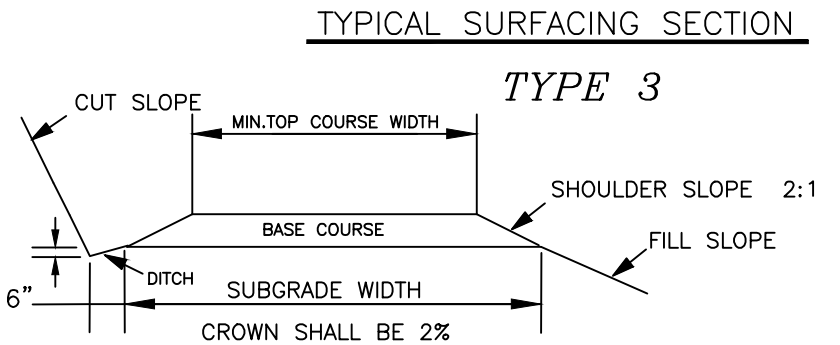 TYPICAL SURFACING SECTION
TYPE 3
CUT SLOPE
MIN.TOP COURSE WIDTH
SHOULDER SLOPE 2:1
BASE COURSE
FILL SLOPE
DITCH
6"
SUBGRADE WIDTH
CROWN SHALL BE 2%